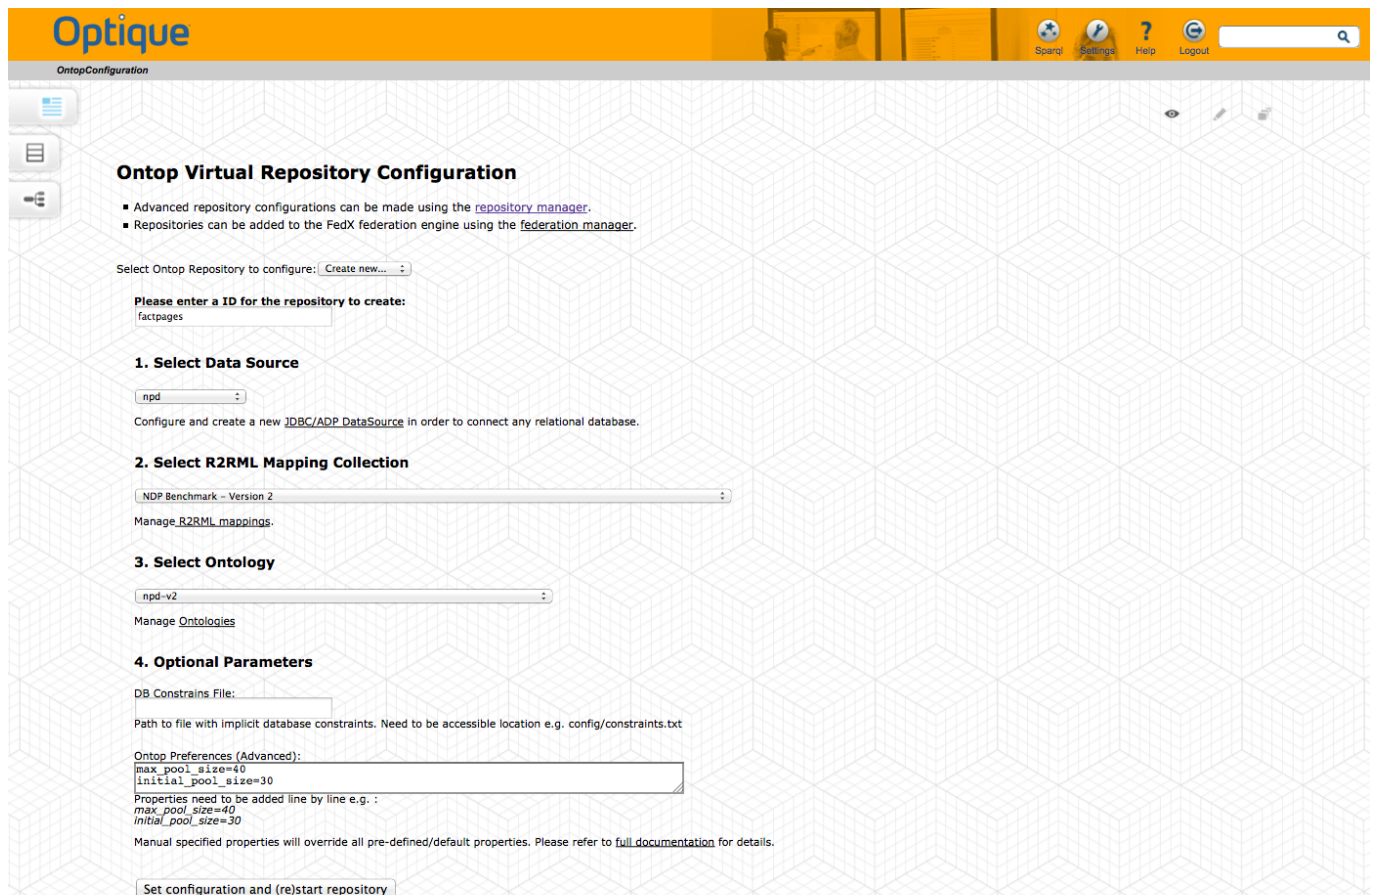 Optique
Sparql Settings Help Logout
OntopConfiguration
Ontop Virtual Repository Configuration
Advanced repository configurations can be made using the repository manager.
Repositories can be added to the FedX federation engine using the federation manager.
Select Ontop Repository to configure: Create new...
Please enter a ID for the repository to create:
factpages
1. Select Data Source
npd
Configure and create a new JDBC/ADP DataSource in order to connect any relational database.
2. Select R2RML Mapping Collection
NDP Benchmark – Version 2
Manage R2RML mappings.
3. Select Ontology
npd-v2
Manage Ontologies
4. Optional Parameters
DB Constrains File:
Path to file with implicit database constraints. Need to be accessible location e.g. config/constraints.txt
Ontop Preferences (Advanced):
max_pool_size=40
initial_pool_size=30
Properties need to be added line by line e.g. :
max_pool_size=40
initial_pool_size=30
Manual specified properties will override all pre-defined/default properties. Please refer to full documentation for details.
Set configuration and (re)start repository